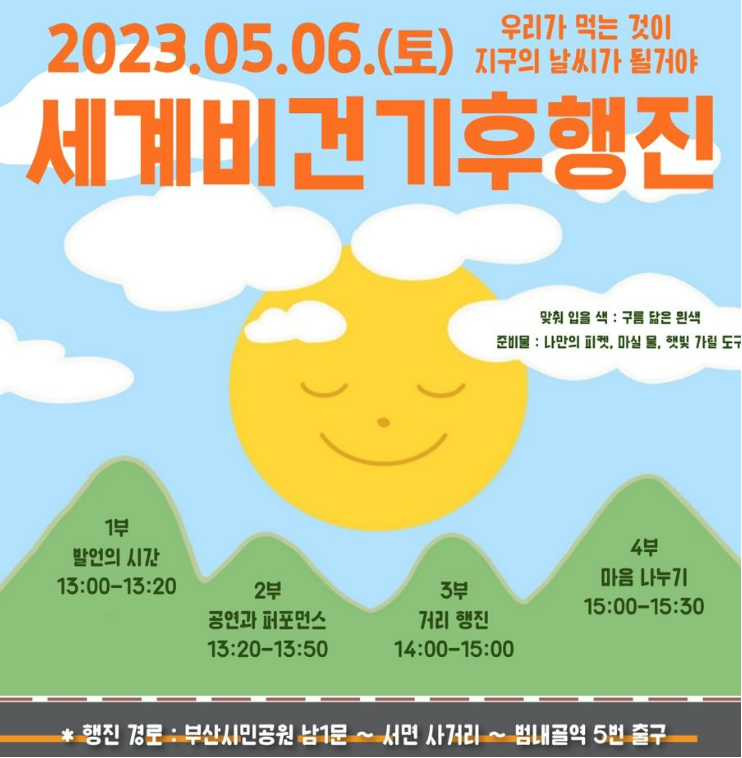 2023.05.06.(토)
우리가 먹는 것이
지구의 날씨가 될거야
세계비건기후행진
맞춰 입을 색 : 구름 닮은 흰색
준비물 : 나만의 피켓, 마실 물, 햇빛 가릴 도구
1부
발언의 시간
13:00-13:20
2부
공연과 퍼포먼스
13:20-13:50
3부
거리 행진
14:00-15:00
4부
마음 나누기
15:00-15:30
* 행진 경로 : 부산시민공원 남1문 ~ 서면 사거리 ~ 범내골역 5번 출구